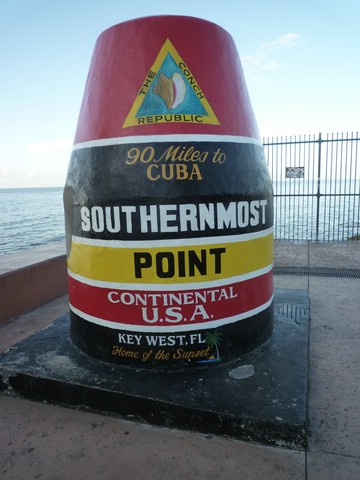 THE CONCH
REPUBLIC
90 Miles to
CUBA
SOUTHERNMOST
POINT
CONTINENTAL
U.S.A.
KEY WEST, FL
Home of the Sunset